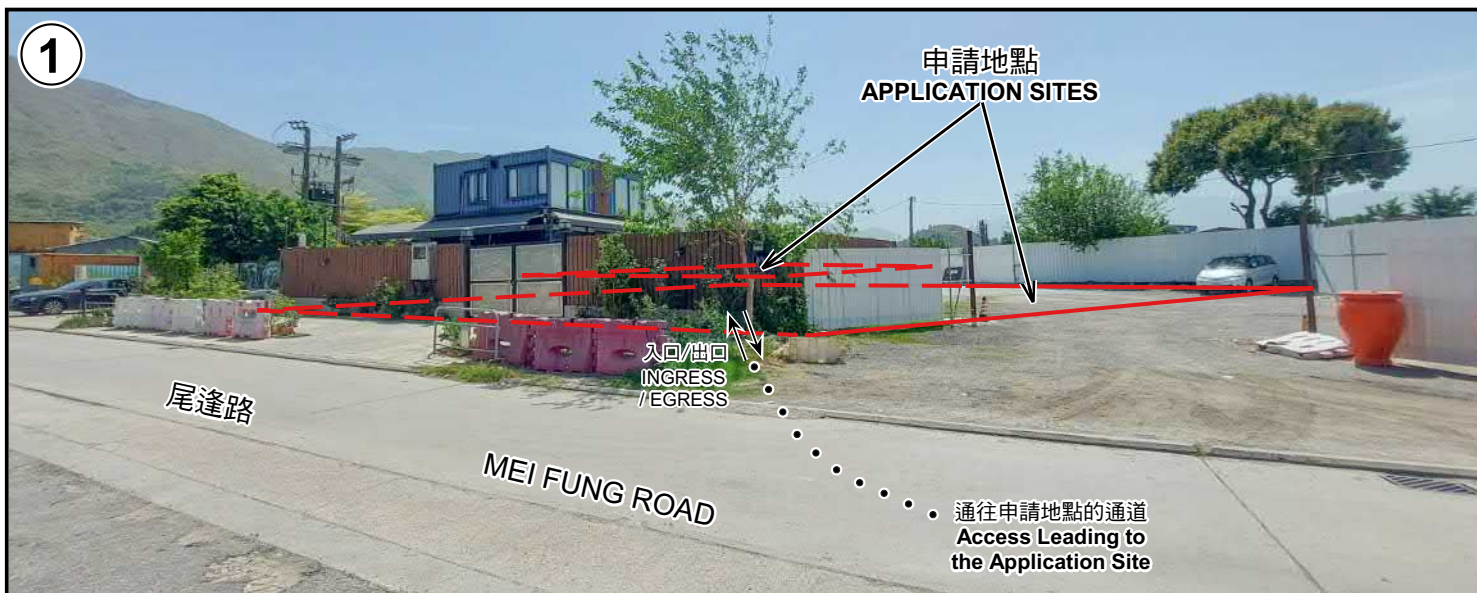 1
申請地點
APPLICATION SITES
入口/出口
INGRESS
/ EGRESS
尾逢路
MEI FUNG ROAD
通往申請地點的通道
Access Leading to
the Application Site